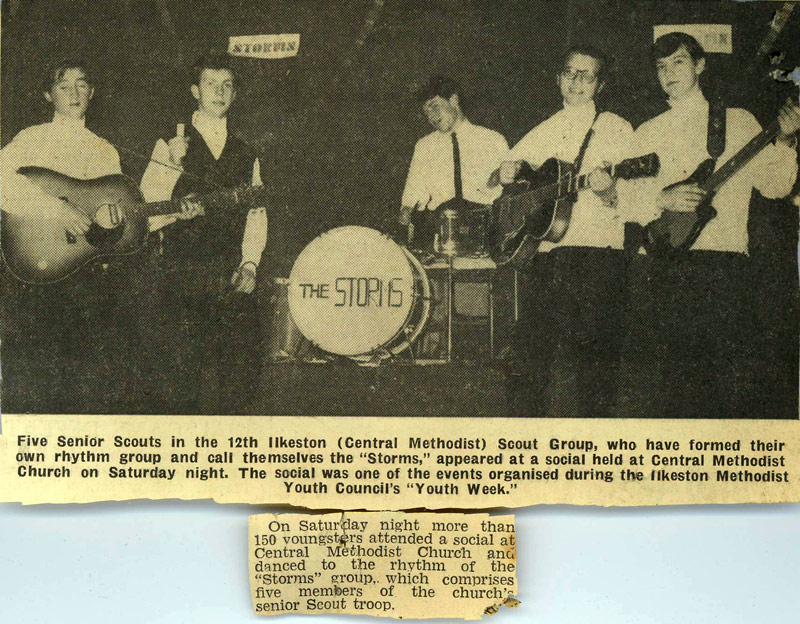 STORMS
THE STORMS
Five Senior Scouts in the 12th Ilkeston (Central Methodist) Scout Group, who have formed their
own rhythm group and call themselves the “Storms,” appeared at a social held at Central Methodist
Church on Saturday night. The social was one of the events organised during the Ilkeston Methodist
Youth Council’s “Youth Week.”
On Saturday night more than
150 youngsters attended a social at
Central Methodist Church and
danced to the rhythm of the
“Storms” group, which comprises
five members of the church’s
senior Scout troop.